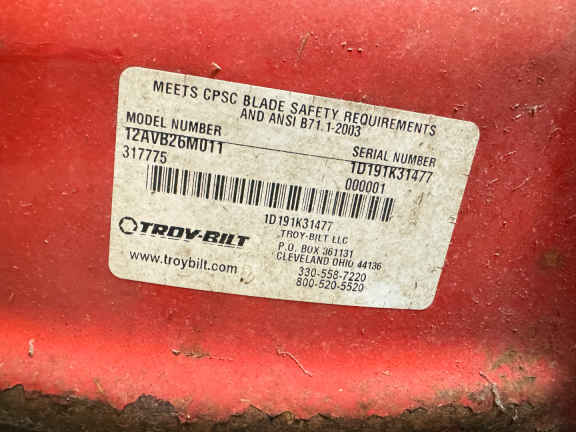 MEETS CPSC BLADE SAFETY REQUIREMENTS
AND ANSI B71.1-2003
MODEL NUMBER
SERIAL NUMBER
12AVB26M011
1D191K31477
317775
000001
1D191K31477
TROY-BILT
TROY-BILT LLC
P.O. BOX 361131
CLEVELAND OHIO 44136
www.troybilt.com
330-558-7220
800-520-5520